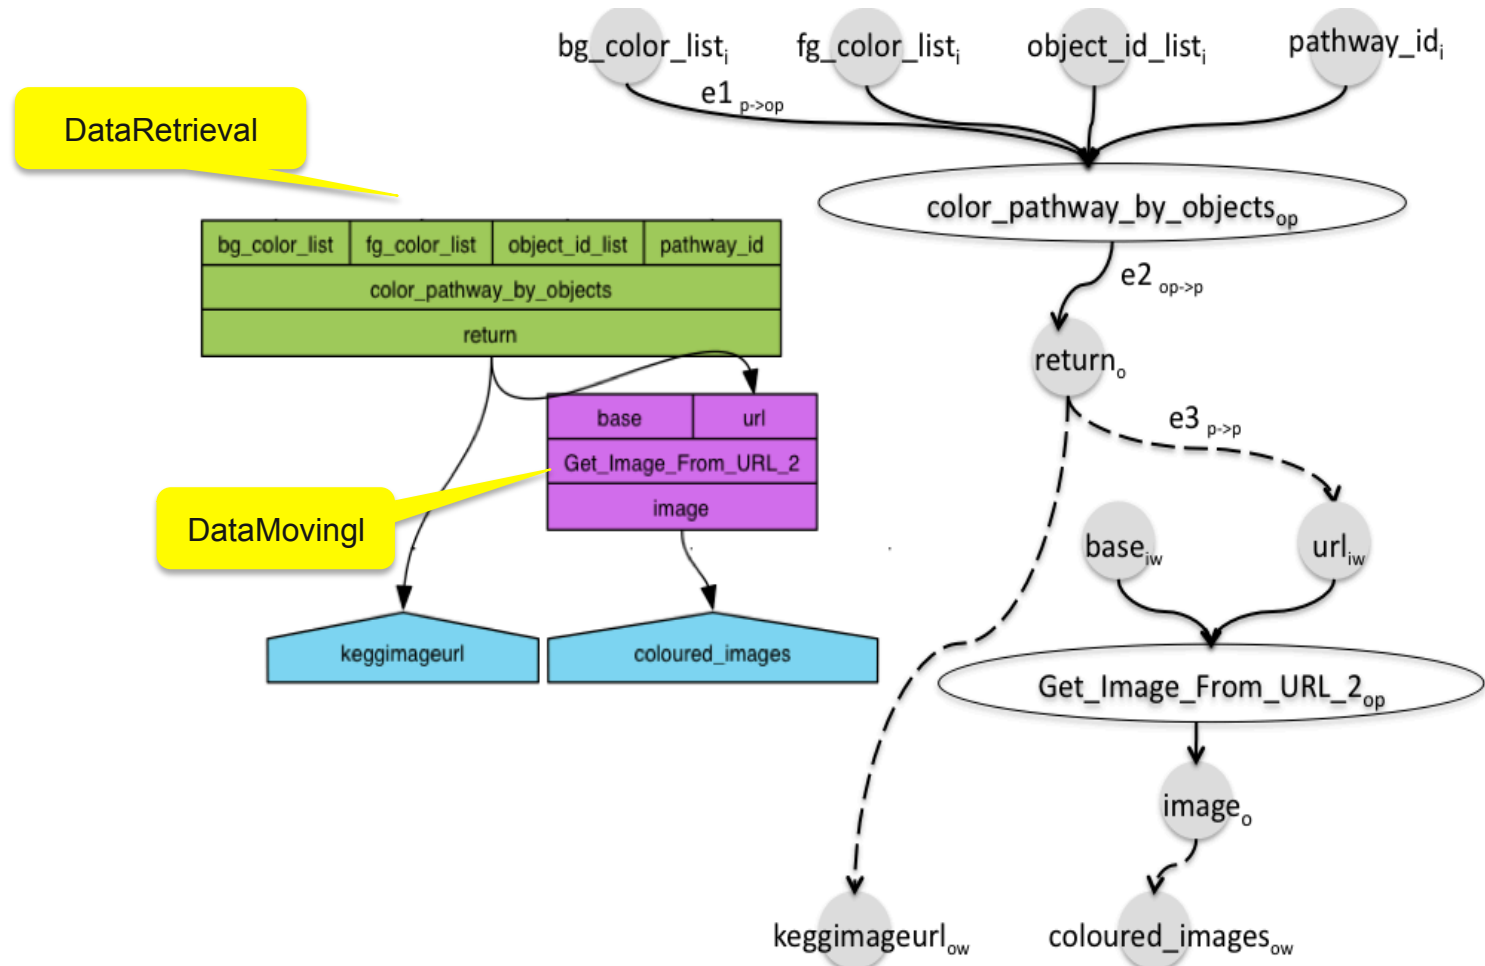 bg_color_listi
fg_color_listi
object_id_listi
pathway_idi
e1 p->op
DataRetrieval
color_pathway_by_objectsop
bg_color_list
fg_color_list
object_id_list
pathway_id
color_pathway_by_objects
return
e2 op->p
returno
base
url
e3 p->p
Get_Image_From_URL_2
image
DataMovingl
baseiw
urliw
keggimageurl
coloured_images
Get_Image_From_URL_2op
imageo
keggimageurlow
coloured_imagesow